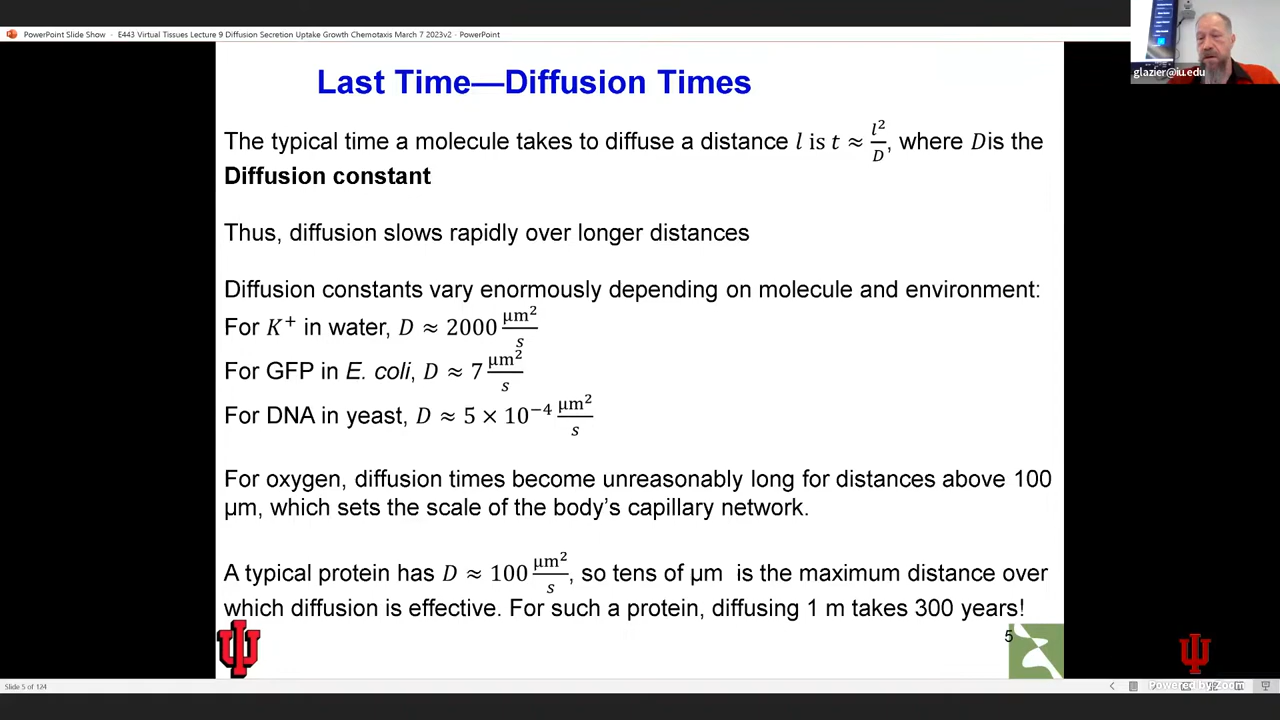 PowerPoint Slide Show - E443 Virtual Tissues Lecture 9 Diffusion Secretion Uptake Growth Chemotaxis March 7 2023v2 - PowerPoint
glazier@iu.edu
Last Time—Diffusion Times
The typical time a molecule takes to diffuse a distance l is t ≈ l²/D, where D is the
Diffusion constant
Thus, diffusion slows rapidly over longer distances
Diffusion constants vary enormously depending on molecule and environment:
For K⁺ in water, D ≈ 2000 μm²/s
For GFP in E. coli, D ≈ 7 μm²/s
For DNA in yeast, D ≈ 5 × 10⁻⁴ μm²/s
For oxygen, diffusion times become unreasonably long for distances above 100
μm, which sets the scale of the body's capillary network.
A typical protein has D ≈ 100 μm²/s, so tens of μm is the maximum distance over
which diffusion is effective. For such a protein, diffusing 1 m takes 300 years!
5
Slide 5 of 124
Powered by Zoom